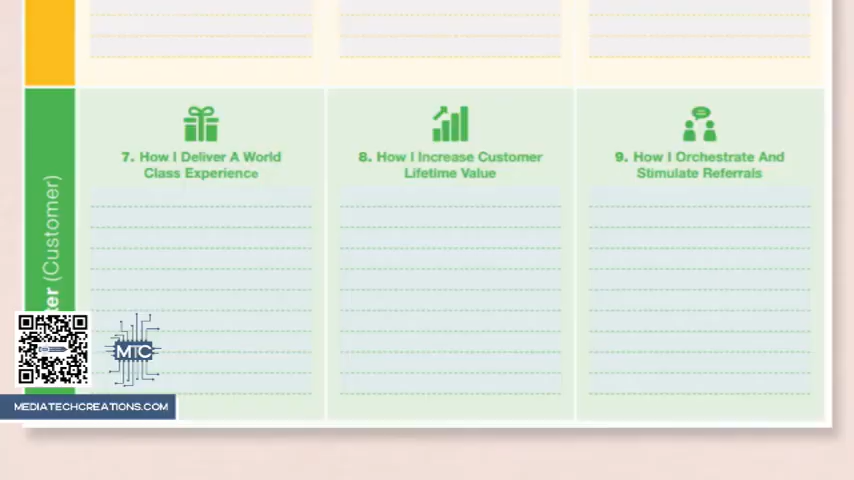 7. How I Deliver A World
Class Experience
8. How I Increase Customer
Lifetime Value
9. How I Orchestrate And
Stimulate Referrals
(Customer)
MTC
MEDIATECHCREATIONS.COM